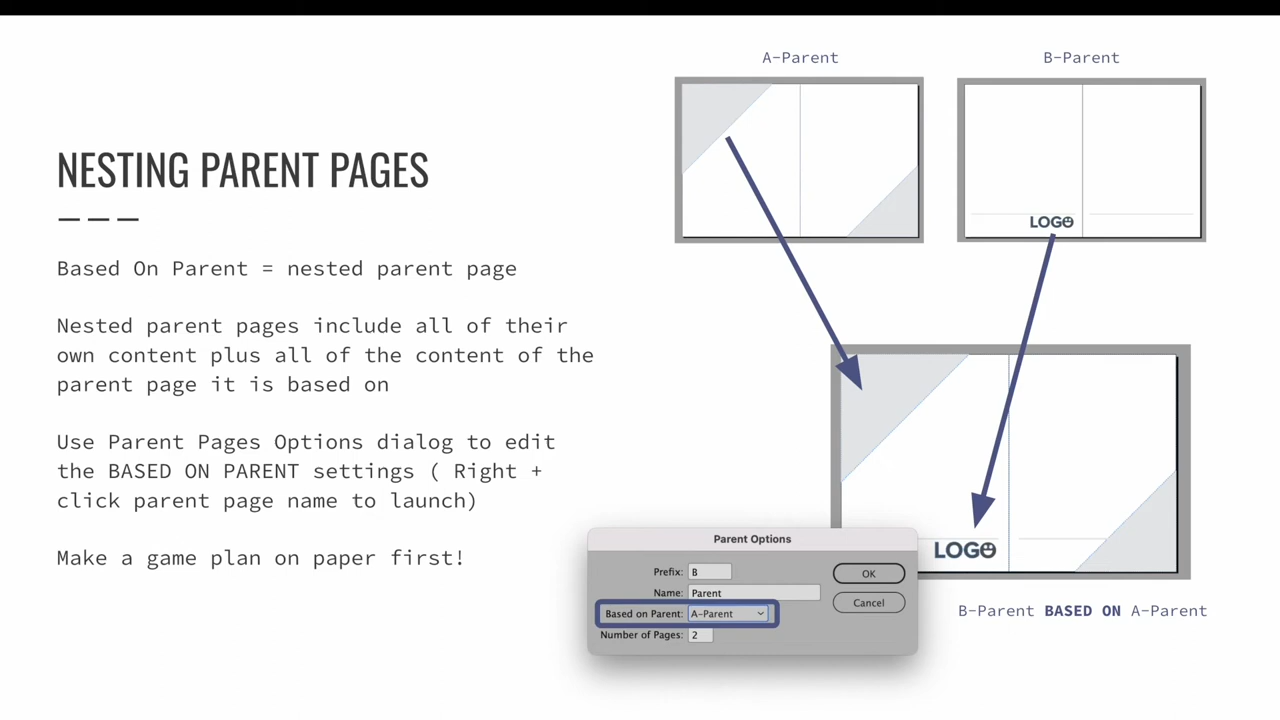 NESTING PARENT PAGES
Based On Parent = nested parent page
Nested parent pages include all of their
own content plus all of the content of the
parent page it is based on
Use Parent Pages Options dialog to edit
the BASED ON PARENT settings ( Right +
click parent page name to launch)
Make a game plan on paper first!
A-Parent
B-Parent
LOGO
LOGO
Parent Options
Prefix: B
OK
Name: Parent
Based on Parent: A-Parent
Cancel
Number of Pages: 2
B-Parent BASED ON A-Parent